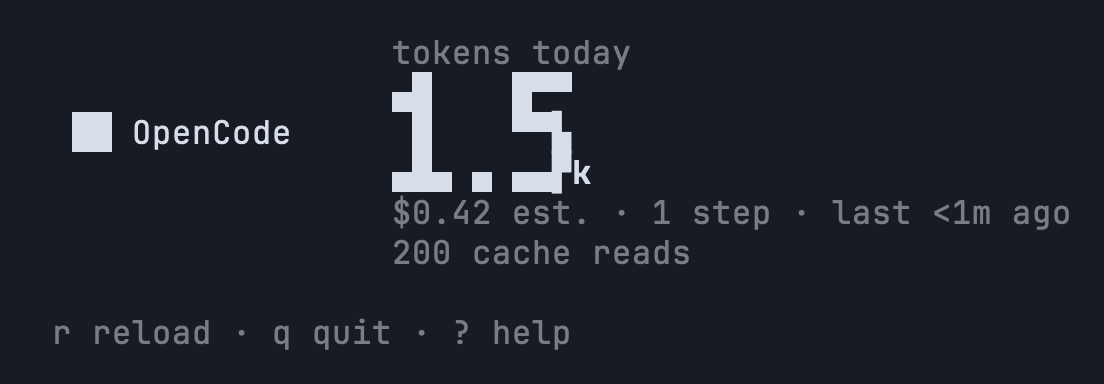 tokens today
OpenCode
1.5k
$0.42 est. · 1 step · last <1m ago
200 cache reads
r reload · q quit · ? help